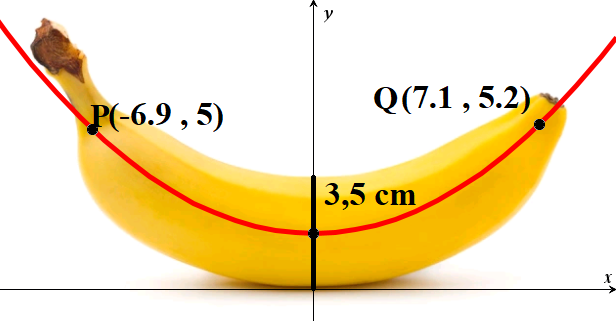 y
Q(7.1 , 5.2)
P(-6.9 , 5)
3,5 cm
x